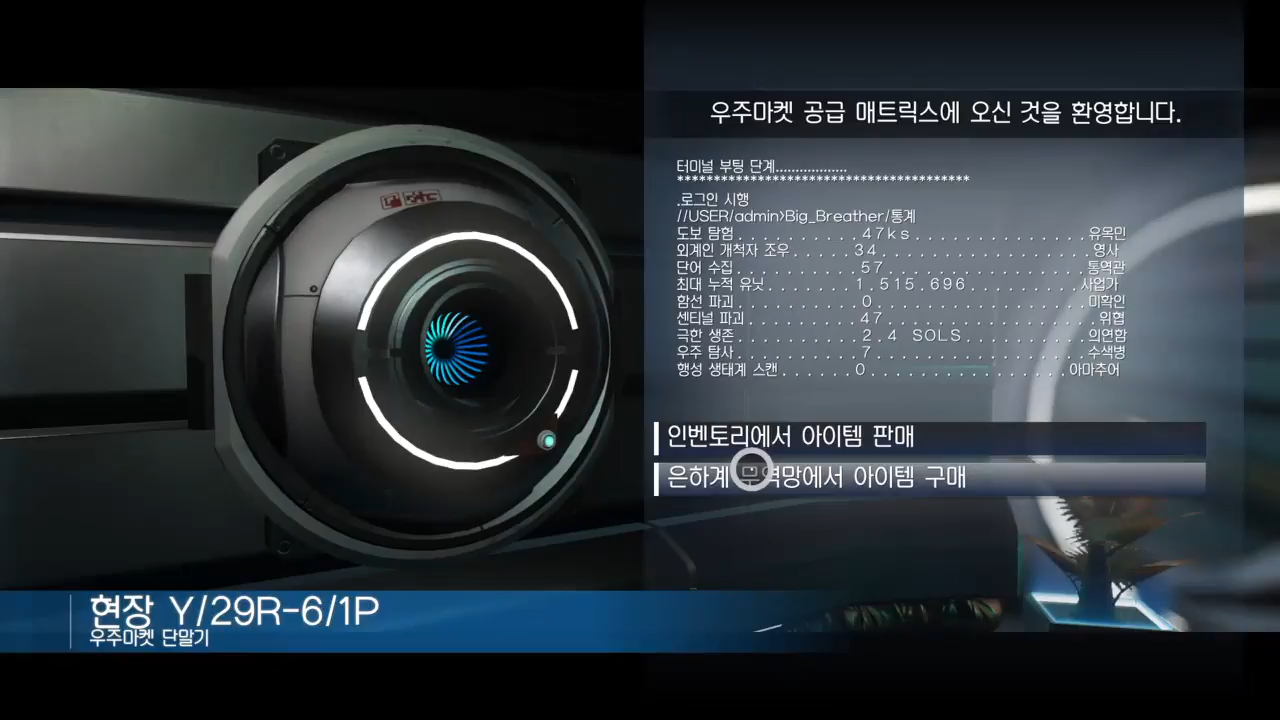 우주마켓 공급 매트릭스에 오신 것을 환영합니다.
터미널 부팅 단계..................
******************************************
.로그인 시행
//USER/admin>Big_Breather/통계
도보 탐험 . . . . . . . . . . . 47ks . . . . . . . . . . . . . . . 유목민
외계인 개척자 조우 . . . . . . 34 . . . . . . . . . . . . . . . . . . 영사
단어 수집 . . . . . . . . . . . 57 . . . . . . . . . . . . . . . . . 통역관
최대 누적 유닛 . . . . . . . . 1.515.696 . . . . . . . . . . 사업가
함선 파괴 . . . . . . . . . . . 0 . . . . . . . . . . . . . . . . . . 미확인
센티널 파괴 . . . . . . . . . . 47 . . . . . . . . . . . . . . . . . . 위협
극한 생존 . . . . . . . . . . . 2.4 SOLS . . . . . . . . . . . 의연함
우주 탐사 . . . . . . . . . . . 7 . . . . . . . . . . . . . . . . . . 수색병
행성 생태계 스캔 . . . . . . . 0 . . . . . . . . . . . . . . . . . 아마추어
인벤토리에서 아이템 판매
은하계 무역망에서 아이템 구매
현장 Y/29R-6/1P
우주마켓 단말기